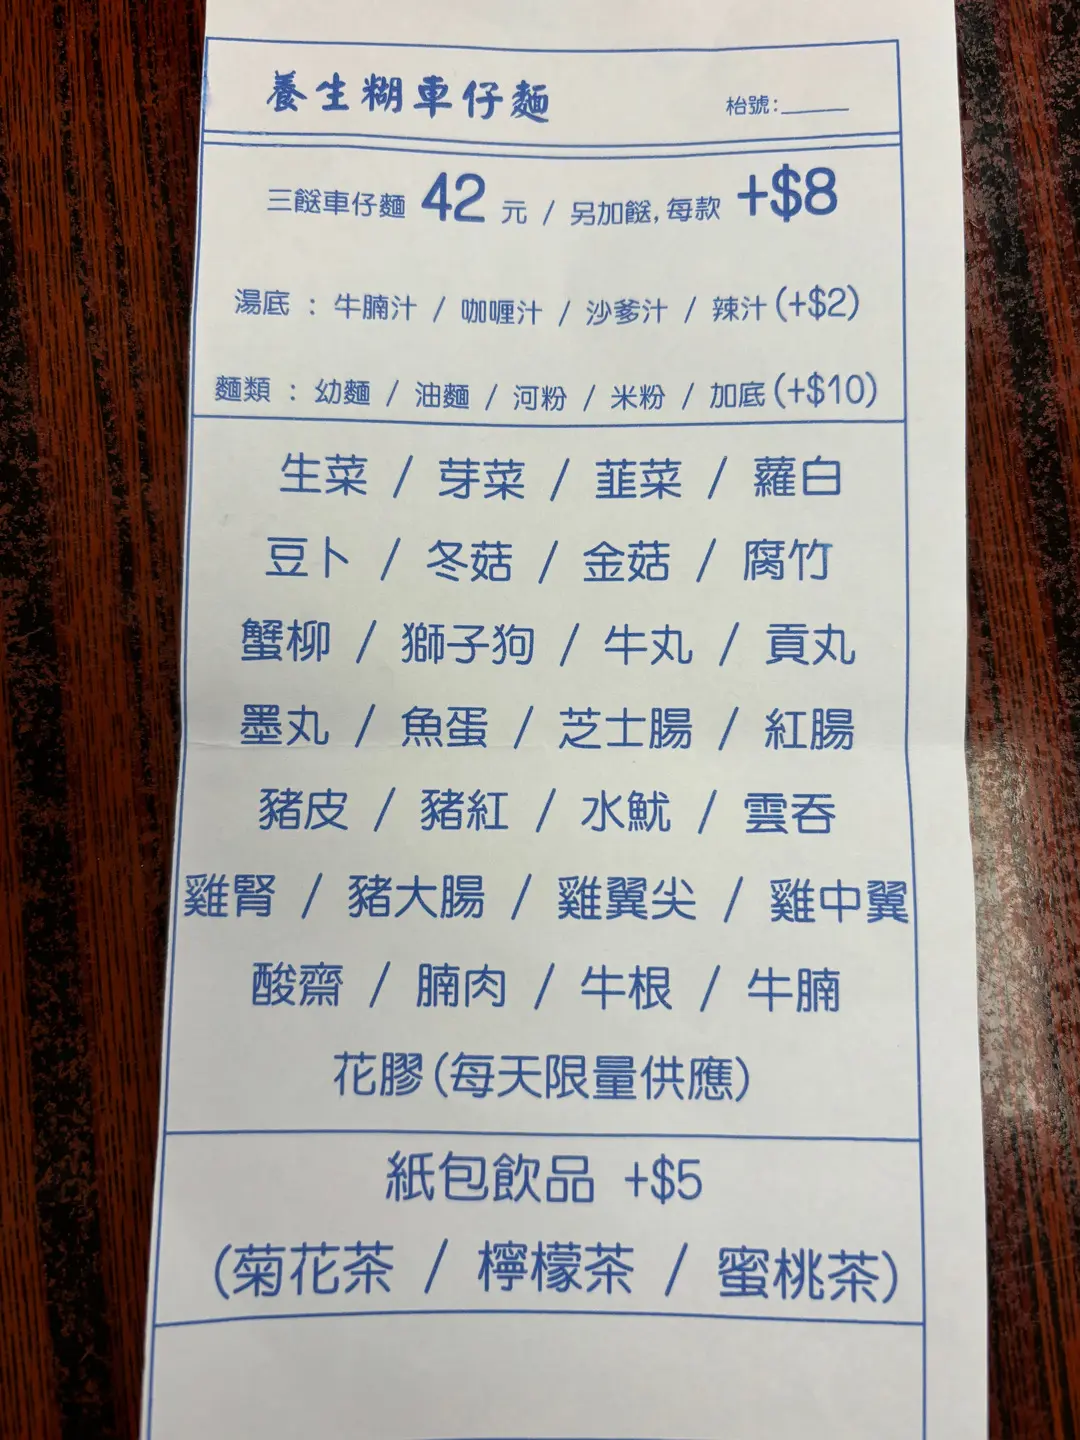 養生糊車仔麵 枱號:_____
三餸車仔麵 42 元 / 另加餸,每款 +$8
湯底 : 牛腩汁 / 咖喱汁 / 沙爹汁 / 辣汁(+$2)
麵類 : 幼麵 / 油麵 / 河粉 / 米粉 / 加底(+$10)
生菜 / 芽菜 / 韮菜 / 蘿白
豆卜 / 冬菇 / 金菇 / 腐竹
蟹柳 / 獅子狗 / 牛丸 / 貢丸
墨丸 / 魚蛋 / 芝士腸 / 紅腸
豬皮 / 豬紅 / 水魷 / 雲吞
雞腎 / 豬大腸 / 雞翼尖 / 雞中翼
酸齋 / 腩肉 / 牛根 / 牛腩
花膠(每天限量供應)
紙包飲品 +$5
(菊花茶 / 檸檬茶 / 蜜桃茶)